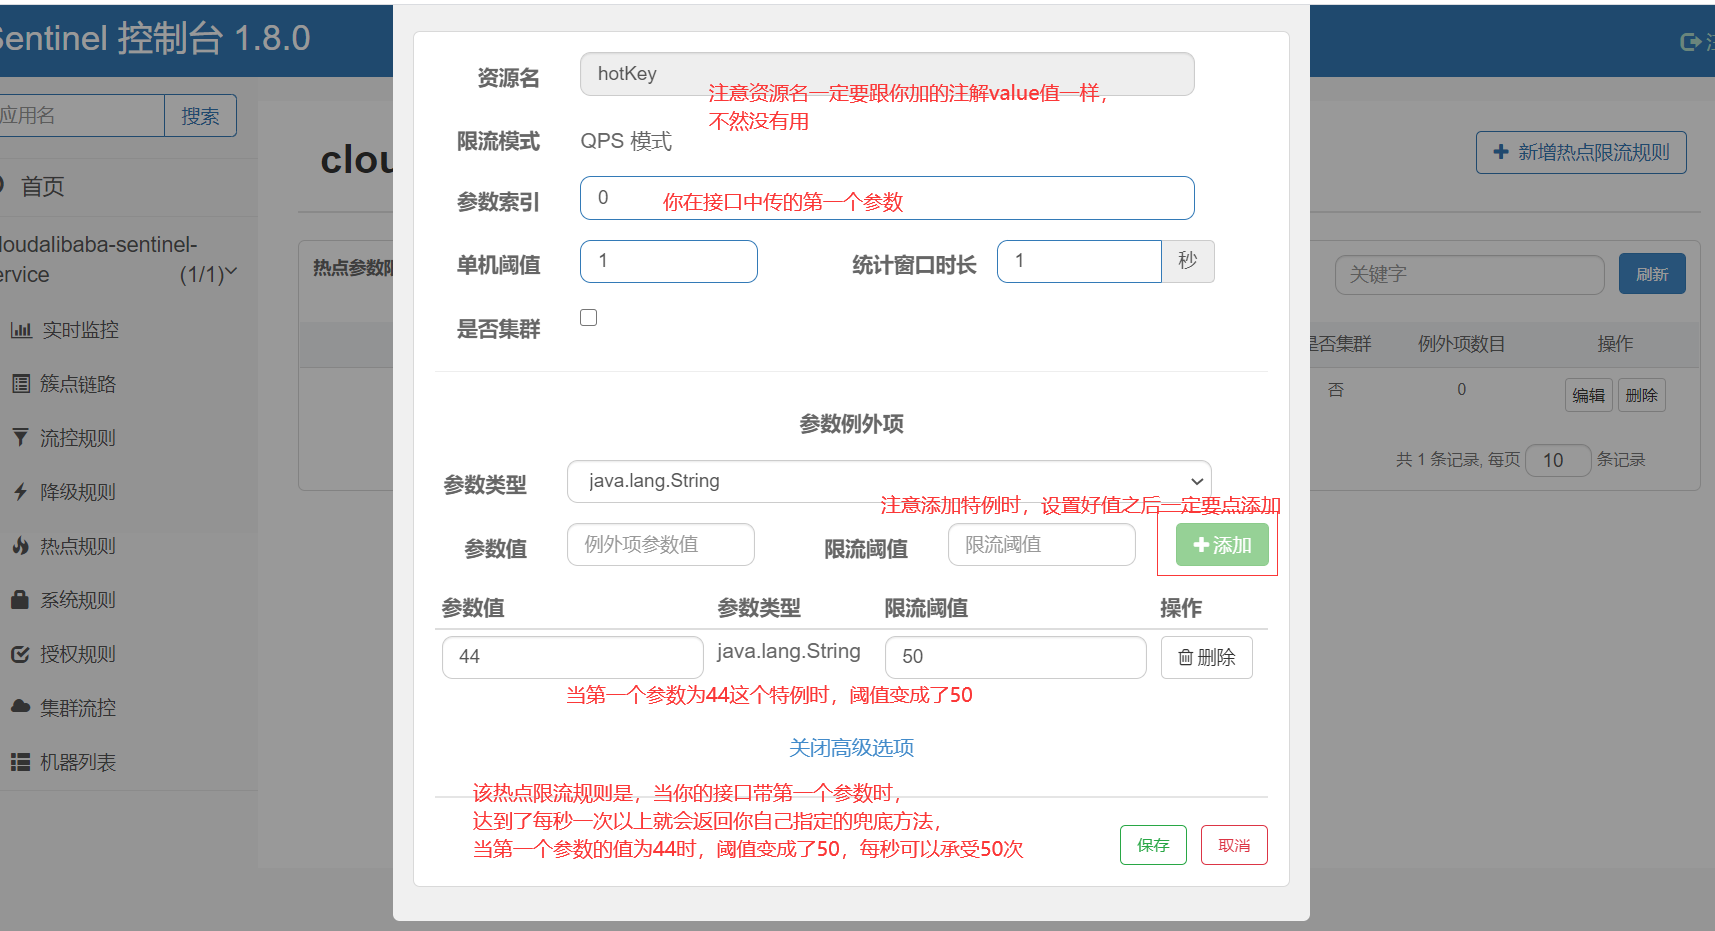 Sentinel 控制台 1.8.0
注
应用名
搜索
首页
loudalibaba-sentinel-
ervice
(1/1)
实时监控
簇点链路
流控规则
降级规则
热点规则
系统规则
授权规则
集群流控
机器列表
clou
新增热点限流规则
热点参数限
关键字
刷新
是否集群 例外项数目 操作
否 0 编辑 删除
共 1 条记录, 每页 10 条记录
资源名 hotKey
注意资源名一定要跟你加的注解value值一样，
不然没有用
限流模式 QPS 模式
参数索引 0 你在接口中传的第一个参数
单机阈值 1 统计窗口时长 1 秒
是否集群
参数例外项
参数类型 java.lang.String
注意添加特例时，设置好值之后一定要点添加
参数值 例外项参数值 限流阈值 限流阈值 添加
参数值 参数类型 限流阈值 操作
44 java.lang.String 50 删除
当第一个参数为44这个特例时，阈值变成了50
关闭高级选项
该热点限流规则是，当你的接口带第一个参数时，
达到了每秒一次以上就会返回你自己指定的兜底方法，
当第一个参数的值为44时，阈值变成了50，每秒可以承受50次
保存 取消